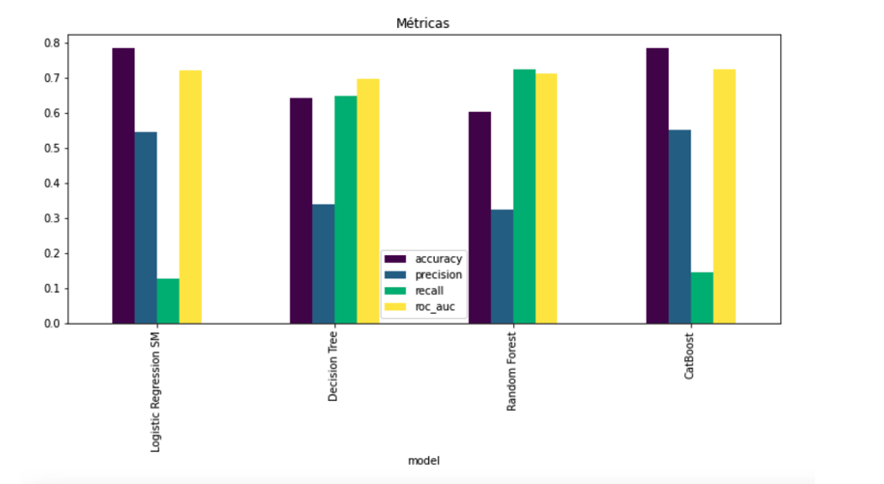 Métricas
0.8
0.7
0.6
0.5
0.4
0.3
0.2
0.1
0.0
accuracy
precision
recall
roc_auc
Logistic Regression SM
Decision Tree
Random Forest
CatBoost
model